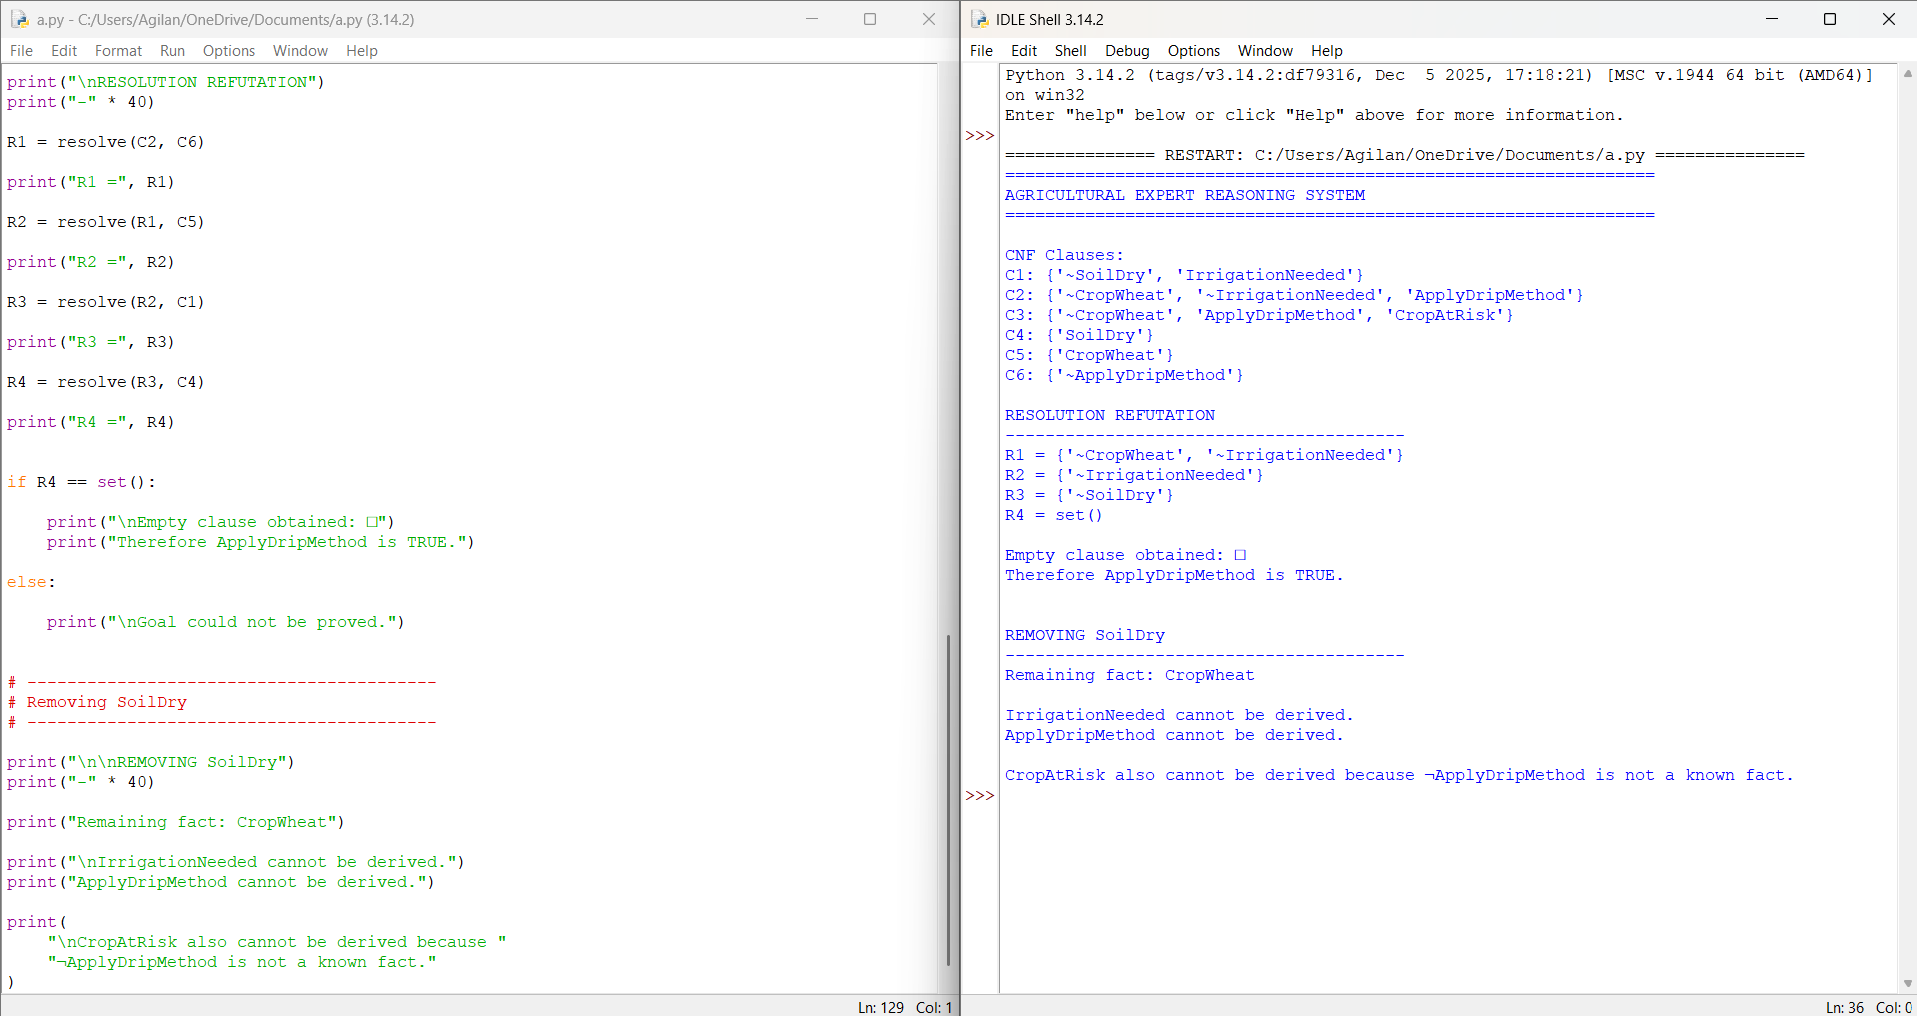 a.py - C:/Users/Agilan/OneDrive/Documents/a.py (3.14.2)
File Edit Format Run Options Window Help
print("\nRESOLUTION REFUTATION")
print("-" * 40)
R1 = resolve(C2, C6)
print("R1 =", R1)
R2 = resolve(R1, C5)
print("R2 =", R2)
R3 = resolve(R2, C1)
print("R3 =", R3)
R4 = resolve(R3, C4)
print("R4 =", R4)
if R4 == set():
    print("\nEmpty clause obtained: □")
    print("Therefore ApplyDripMethod is TRUE.")
else:
    print("\nGoal could not be proved.")
# -----------------------------------------
# Removing SoilDry
# -----------------------------------------
print("\n\nREMOVING SoilDry")
print("-" * 40)
print("Remaining fact: CropWheat")
print("\nIrrigationNeeded cannot be derived.")
print("ApplyDripMethod cannot be derived.")
print(
    "\nCropAtRisk also cannot be derived because "
    "¬ApplyDripMethod is not a known fact."
)
Ln: 129 Col: 1
IDLE Shell 3.14.2
File Edit Shell Debug Options Window Help
Python 3.14.2 (tags/v3.14.2:df79316, Dec  5 2025, 17:18:21) [MSC v.1944 64 bit (AMD64)]
on win32
Enter "help" below or click "Help" above for more information.
>>>
=============== RESTART: C:/Users/Agilan/OneDrive/Documents/a.py ===============
=================================================================
AGRICULTURAL EXPERT REASONING SYSTEM
=================================================================
CNF Clauses:
C1: {'~SoilDry', 'IrrigationNeeded'}
C2: {'~CropWheat', '~IrrigationNeeded', 'ApplyDripMethod'}
C3: {'~CropWheat', 'ApplyDripMethod', 'CropAtRisk'}
C4: {'SoilDry'}
C5: {'CropWheat'}
C6: {'~ApplyDripMethod'}
RESOLUTION REFUTATION
----------------------------------------
R1 = {'~CropWheat', '~IrrigationNeeded'}
R2 = {'~IrrigationNeeded'}
R3 = {'~SoilDry'}
R4 = set()
Empty clause obtained: □
Therefore ApplyDripMethod is TRUE.
REMOVING SoilDry
----------------------------------------
Remaining fact: CropWheat
IrrigationNeeded cannot be derived.
ApplyDripMethod cannot be derived.
CropAtRisk also cannot be derived because ¬ApplyDripMethod is not a known fact.
>>>
Ln: 36 Col: 0